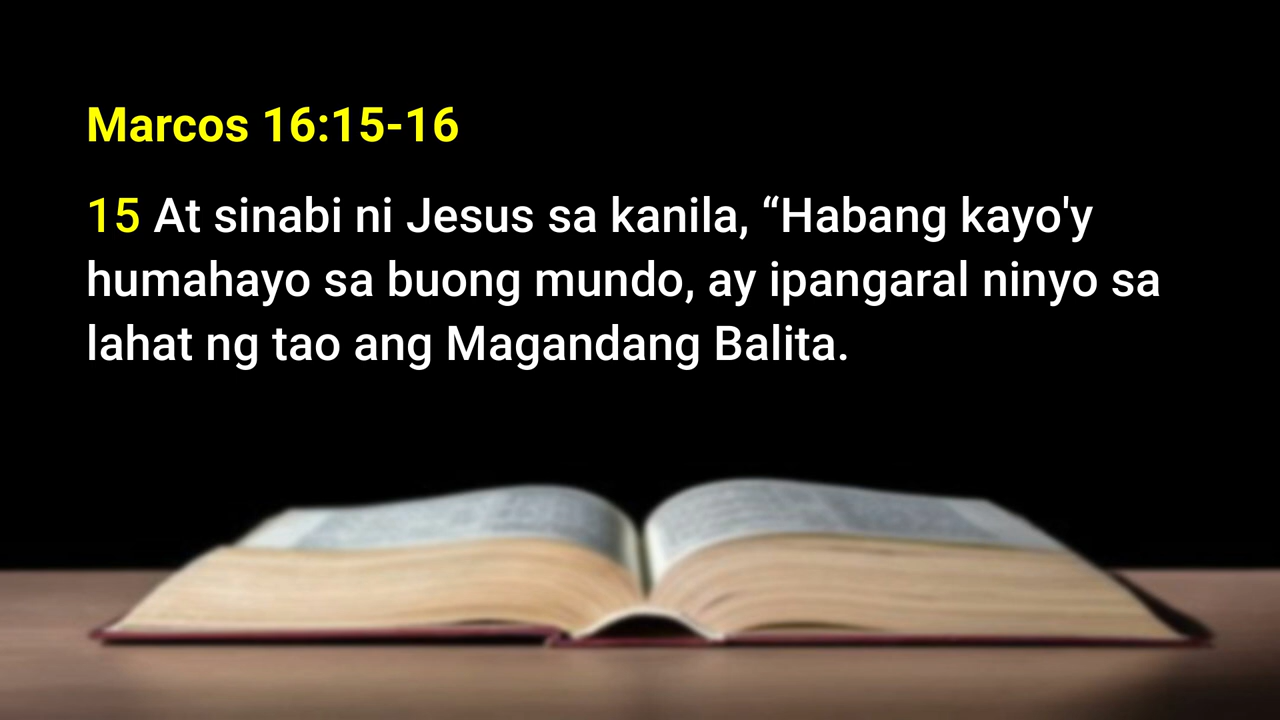 Marcos 16:15-16
15 At sinabi ni Jesus sa kanila, “Habang kayo'y
humahayo sa buong mundo, ay ipangaral ninyo sa
lahat ng tao ang Magandang Balita.